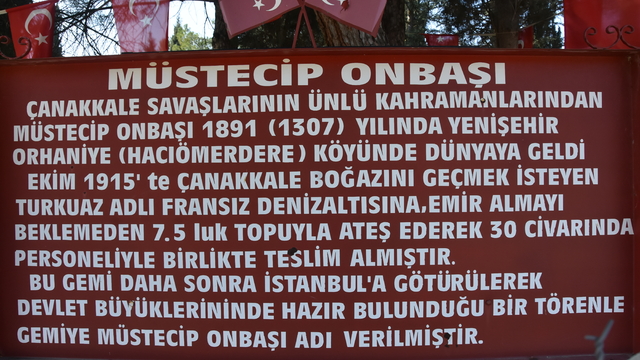 MÜSTECİP ONBAŞI
ÇANAKKALE SAVAŞLARININ ÜNLÜ KAHRAMANLARINDAN
MÜSTECİP ONBAŞI 1891 (1307) YILINDA YENİŞEHİR
ORHANİYE (HACIÖMERDERE) KÖYÜNDE DÜNYAYA GELDİ
EKİM 1915' te ÇANAKKALE BOĞAZINI GEÇMEK İSTEYEN
TURKUAZ ADLI FRANSIZ DENİZALTISINA,EMİR ALMAYI
BEKLEMEDEN 7.5 luk TOPUYLA ATEŞ EDEREK 30 CİVARINDA
PERSONELİYLE BİRLİKTE TESLİM ALMIŞTIR.
BU GEMİ DAHA SONRA İSTANBUL'A GÖTÜRÜLEREK
DEVLET BÜYÜKLERİNİNDE HAZIR BULUNDUĞU BİR TÖRENLE
GEMİYE MÜSTECİP ONBAŞI ADI VERİLMİŞTİR.